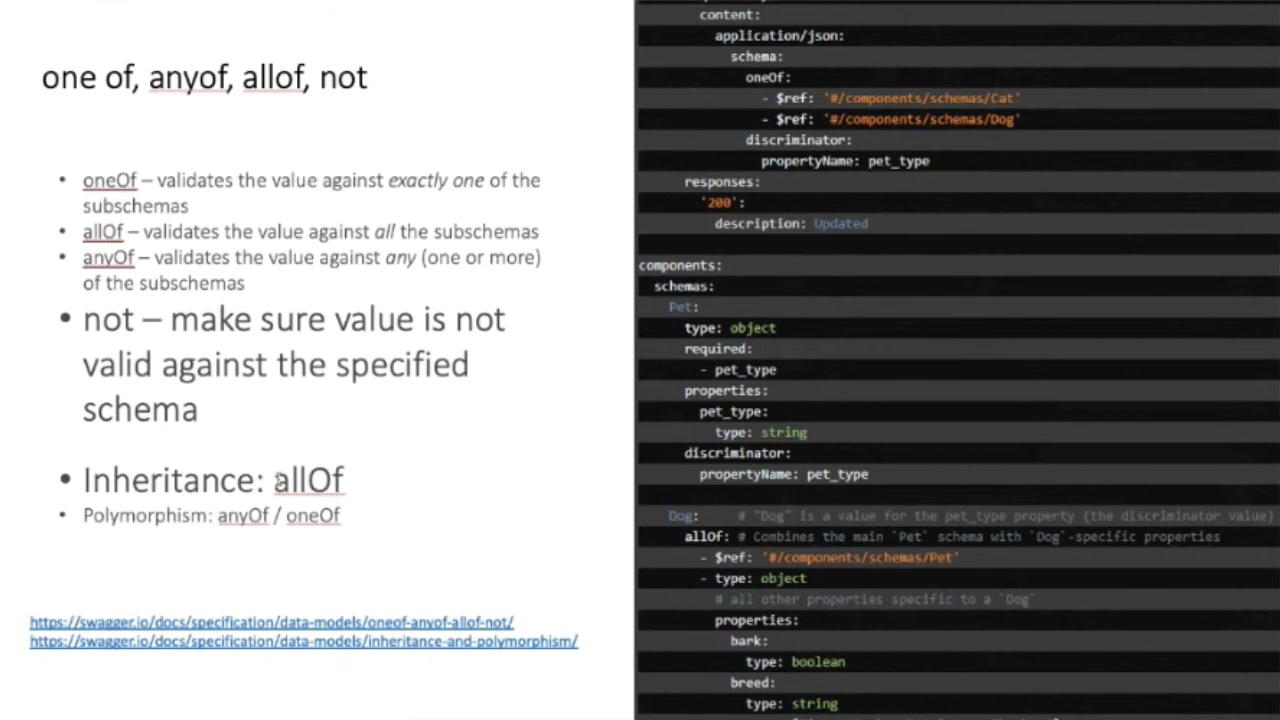 one of, anyof, allof, not
• oneOf – validates the value against exactly one of the
subschemas
• allOf – validates the value against all the subschemas
• anyOf – validates the value against any (one or more)
of the subschemas
• not – make sure value is not
valid against the specified
schema
• Inheritance: allOf
• Polymorphism: anyOf / oneOf
https://swagger.io/docs/specification/data-models/oneof-anyof-allof-not/
https://swagger.io/docs/specification/data-models/inheritance-and-polymorphism/
content:
application/json:
schema:
oneOf:
- $ref: '#/components/schemas/Cat'
- $ref: '#/components/schemas/Dog'
discriminator:
propertyName: pet_type
responses:
'200':
description: Updated
components:
schemas:
Pet:
type: object
required:
- pet_type
properties:
pet_type:
type: string
discriminator:
propertyName: pet_type
Dog: # "Dog" is a value for the pet_type property (the discriminator value)
allOf: # Combines the main `Pet` schema with `Dog`-specific properties
- $ref: '#/components/schemas/Pet'
- type: object
# all other properties specific to a `Dog`
properties:
bark:
type: boolean
breed:
type: string